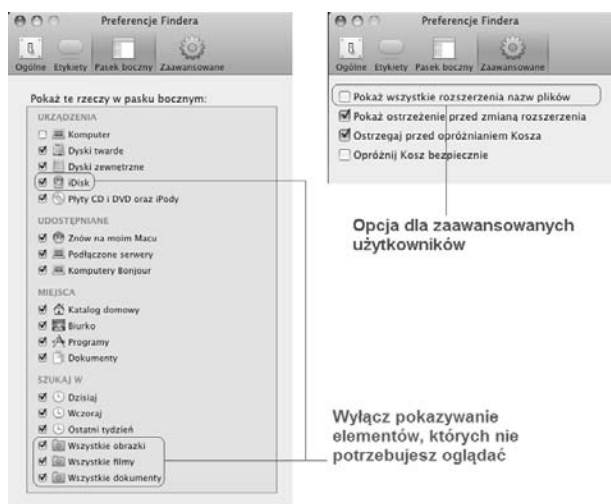 Preferencje Findera
Ogólne Etykiety Pasek boczny Zaawansowane
Pokaż te rzeczy w pasku bocznym:
URZĄDZENIA
Komputer
Dyski twarde
Dyski zewnętrzne
iDisk
Płyty CD i DVD oraz iPody
UDOSTĘPNIANE
Znów na moim Macu
Podłączone serwery
Komputery Bonjour
MIEJSCA
Katalog domowy
Biurko
Programy
Dokumenty
SZUKAJ W
Dzisiaj
Wczoraj
Ostatni tydzień
Wszystkie obrazki
Wszystkie filmy
Wszystkie dokumenty
Preferencje Findera
Ogólne Etykiety Pasek boczny Zaawansowane
Pokaż wszystkie rozszerzenia nazw plików
Pokaż ostrzeżenie przed zmianą rozszerzenia
Ostrzegaj przed opróżnianiem Kosza
Opróżnij Kosz bezpiecznie
Opcja dla zaawansowanych
użytkowników
Wyłącz pokazywanie
elementów, których nie
potrzebujesz oglądać